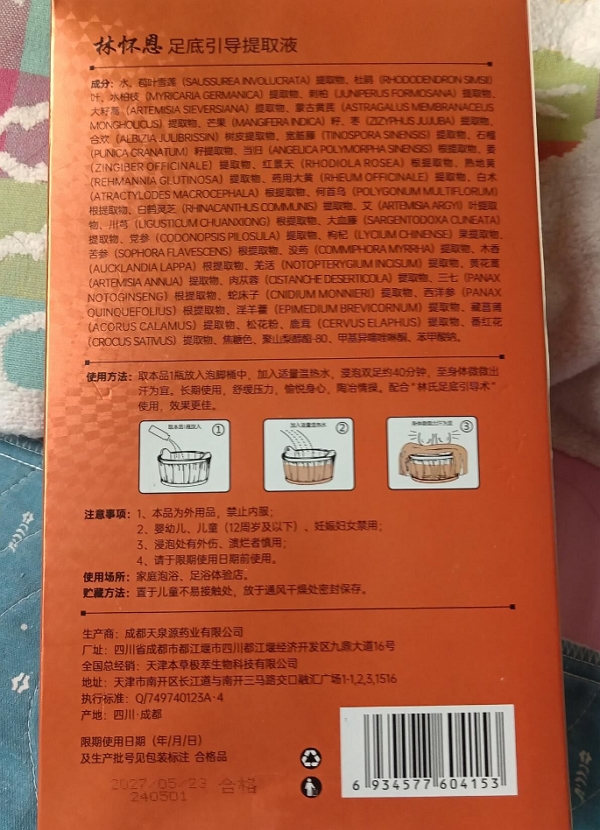 林怀恩 足底引导提取液
成分：水、苞叶雪莲（SAUSSUREA INVOLUCRATA）提取物、杜鹃（RHODODENDRON SIMSII）
叶、水柏枝（MYRICARIA GERMANICA）提取物、刺柏（JUNIPERUS FORMOSANA）提取物、
大籽蒿（ARTEMISIA SIEVERSIANA）提取物、蒙古黄芪（ASTRAGALUS MEMBRANACEUS
MONGHOLICUS）提取物、芒果（MANGIFERA INDICA）籽、枣（ZIZYPHUS JUJUBA）提取物、
合欢（ALBIZIA JULIBRISSIN）树皮提取物、宽筋藤（TINOSPORA SINENSIS）提取物、石榴
（PUNICA GRANATUM）籽提取物、当归（ANGELICA POLYMORPHA SINENSIS）根提取物、姜
（ZINGIBER OFFICINALE）提取物、红景天（RHODIOLA ROSEA）根提取物、熟地黄
（REHMANNIA GLUTINOSA）提取物、药用大黄（RHEUM OFFICINALE）提取物、白术
（ATRACTYLODES MACROCEPHALA）根提取物、何首乌（POLYGONUM MULTIFLORUM）
根提取物、白鹤灵芝（RHINACANTHUS COMMUNIS）提取物、艾（ARTEMISIA ARGYI）叶提取
物、川芎（LIGUSTICUM CHUANXIONG）根提取物、大血藤（SARGENTODOXA CUNEATA）
提取物、党参（CODONOPSIS PILOSULA）提取物、枸杞（LYCIUM CHINENSE）果提取物、
苦参（SOPHORA FLAVESCENS）根提取物、没药（COMMIPHORA MYRRHA）提取物、木香
（AUCKLANDIA LAPPA）根提取物、羌活（NOTOPTERYGIUM INCISUM）提取物、黄花蒿
（ARTEMISIA ANNUA）提取物、肉苁蓉（CISTANCHE DESERTICOLA）提取物、三七（PANAX
NOTOGINSENG）根提取物、蛇床子（CNIDIUM MONNIERI）提取物、西洋参（PANAX
QUINQUEFOLIUS）根提取物、淫羊藿（EPIMEDIUM BREVICORNUM）提取物、藏菖蒲
（ACORUS CALAMUS）提取物、松花粉、鹿茸（CERVUS ELAPHUS）提取物、番红花
（CROCUS SATIVUS）提取物、焦糖色、聚山梨醇酯-80、甲基异噻唑啉酮、苯甲酸钠。
使用方法：取本品1瓶放入泡脚桶中，加入适量温热水，浸泡双足约40分钟，至身体微微出
汗为宜。长期使用，舒缓压力，愉悦身心，陶冶情操。配合“林氏足底引导术”
使用，效果更佳。
取本品1瓶放入 ①
加入适量温热水 ②
身体微微出汗为宜 ③
注意事项：1、本品为外用品，禁止内服；
2、婴幼儿、儿童（12周岁及以下）、妊娠妇女禁用；
3、浸泡处有外伤、溃烂者慎用；
4、请于限期使用日期前使用。
使用场所：家庭泡浴、足浴体验店。
贮藏方法：置于儿童不易接触处，放于通风干燥处密封保存。
生产商：成都天泉源药业有限公司
厂址：四川省成都市都江堰市四川都江堰经济开发区九鼎大道16号
全国总经销：天津本草极萃生物科技有限公司
地址：天津市南开区长江道与南开三马路交口融汇广场1-1,2,3,1516
执行标准：Q/749740123A·4
产地：四川·成都
限期使用日期（年/月/日）
及生产批号见包装标注 合格品
2027/05/23 合格
240501
6 934577 604153